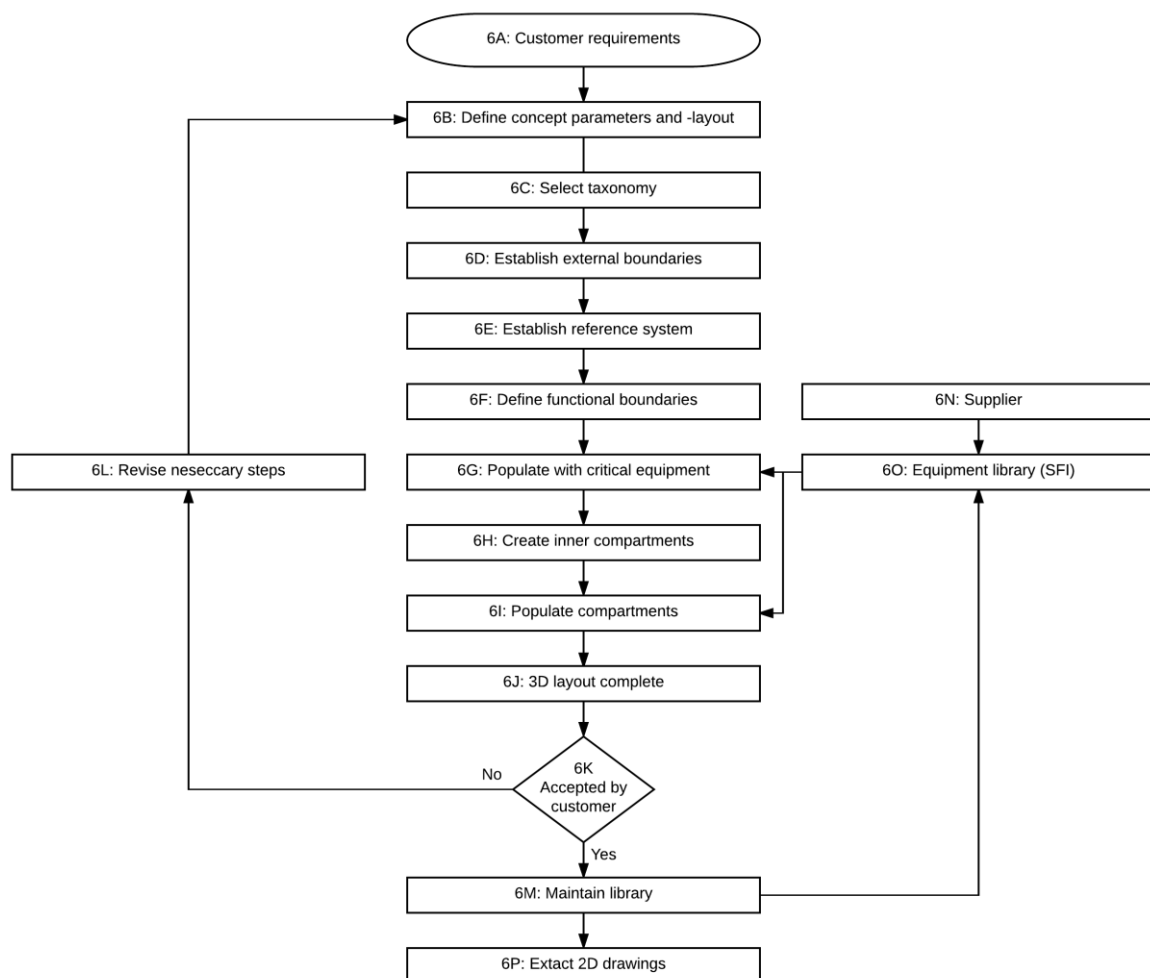 6A: Customer requirements
6B: Define concept parameters and -layout
6C: Select taxonomy
6D: Establish external boundaries
6E: Establish reference system
6F: Define functional boundaries
6N: Supplier
6L: Revise neseccary steps
6G: Populate with critical equipment
6O: Equipment library (SFI)
6H: Create inner compartments
6I: Populate compartments
6J: 3D layout complete
No
6K
Accepted by
customer
Yes
6M: Maintain library
6P: Extact 2D drawings